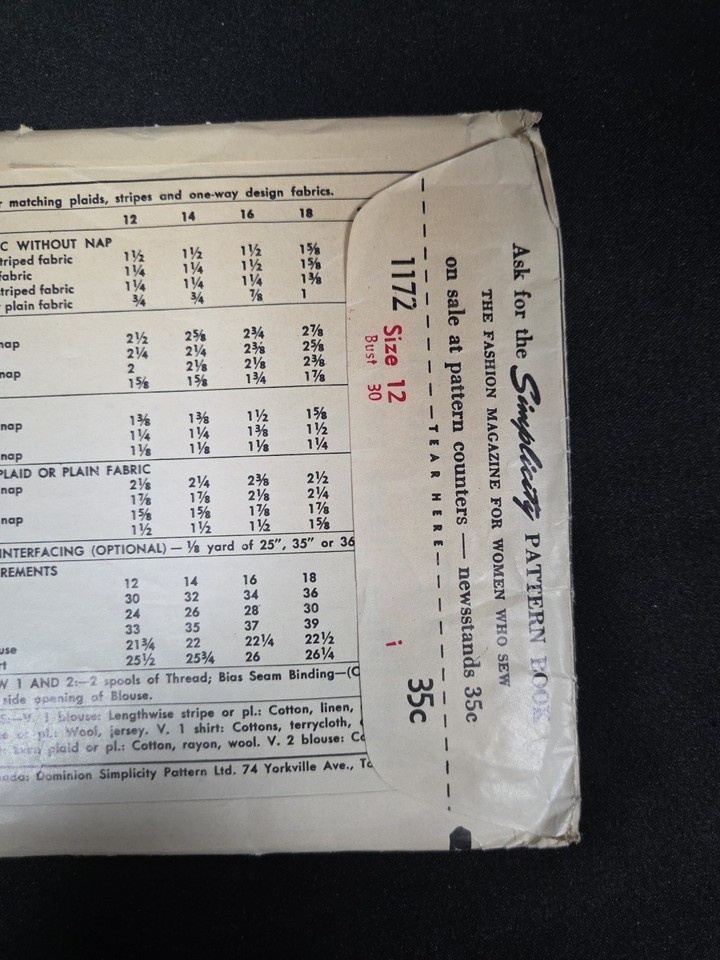 matching plaids, stripes and one-way design fabrics.
12 14 16 18
C WITHOUT NAP
triped fabric 1½ 1½ 1½ 1⅝
fabric 1¼ 1¼ 1½ 1⅝
triped fabric 1¼ 1¼ 1¼ 1⅜
plain fabric ¾ ¾ ⅞ 1
nap 2½ 2⅝ 2¾ 2⅞
2¼ 2¼ 2⅜ 2⅝
nap 2 2⅛ 2⅛ 2⅜
1⅝ 1⅝ 1¾ 1⅞
nap 1⅜ 1⅜ 1½ 1⅝
1¼ 1¼ 1⅜ 1½
nap 1⅛ 1⅛ 1⅛ 1¼
PLAID OR PLAIN FABRIC
nap 2⅛ 2¼ 2⅜ 2½
1⅞ 1⅞ 2⅛ 2¼
nap 1⅝ 1⅝ 1⅞ 1⅞
1½ 1½ 1½ 1⅝
INTERFACING (OPTIONAL) — ⅛ yard of 25″, 35″ or 36
REMENTS
12 14 16 18
30 32 34 36
24 26 28 30
33 35 37 39
use 21¾ 22 22¼ 22½
rt 25½ 25¾ 26 26¼
W 1 AND 2:—2 spools of Thread; Bias Seam Binding—(C
side opening of Blouse.
V. 1 blouse: Lengthwise stripe or pl.: Cotton, linen,
or pl.: Wool, jersey. V. 1 shirt: Cottons, terrycloth,
Even plaid or pl.: Cotton, rayon, wool. V. 2 blouse: Co
nada: Dominion Simplicity Pattern Ltd. 74 Yorkville Ave., To
Ask for the Simplicity PATTERN BOOK
THE FASHION MAGAZINE FOR WOMEN WHO SEW
on sale at pattern counters — newsstands 35c
TEAR HERE
1172 35c
Size 12 i
Bust 30